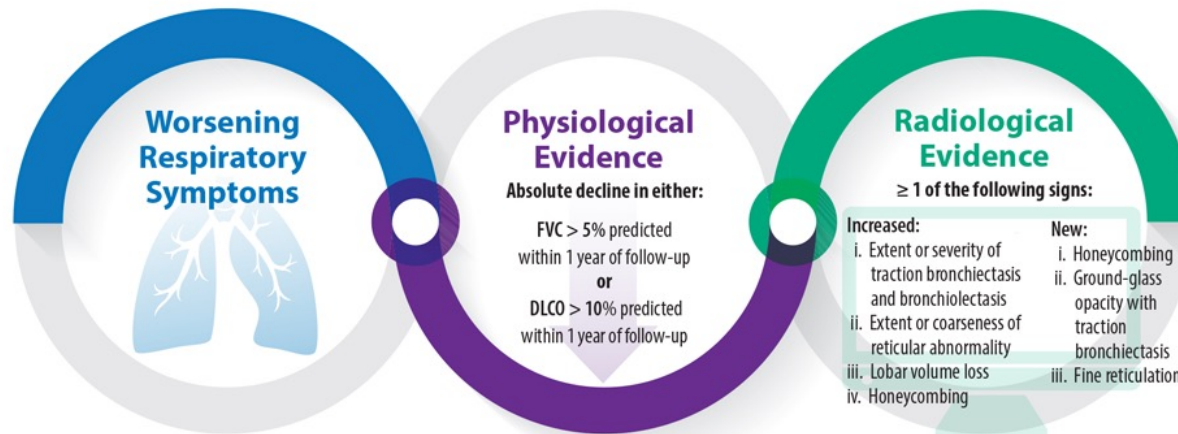 Worsening
Respiratory
Symptoms
Physiological
Evidence
Absolute decline in either:
FVC > 5% predicted
within 1 year of follow-up
or
DLCO > 10% predicted
within 1 year of follow-up
Radiological
Evidence
≥ 1 of the following signs:
Increased:
i. Extent or severity of
traction bronchiectasis
and bronchiolectasis
ii. Extent or coarseness of
reticular abnormality
iii. Lobar volume loss
iv. Honeycombing
New:
i. Honeycombing
ii. Ground-glass
opacity with
traction
bronchiectasis
iii. Fine reticulation